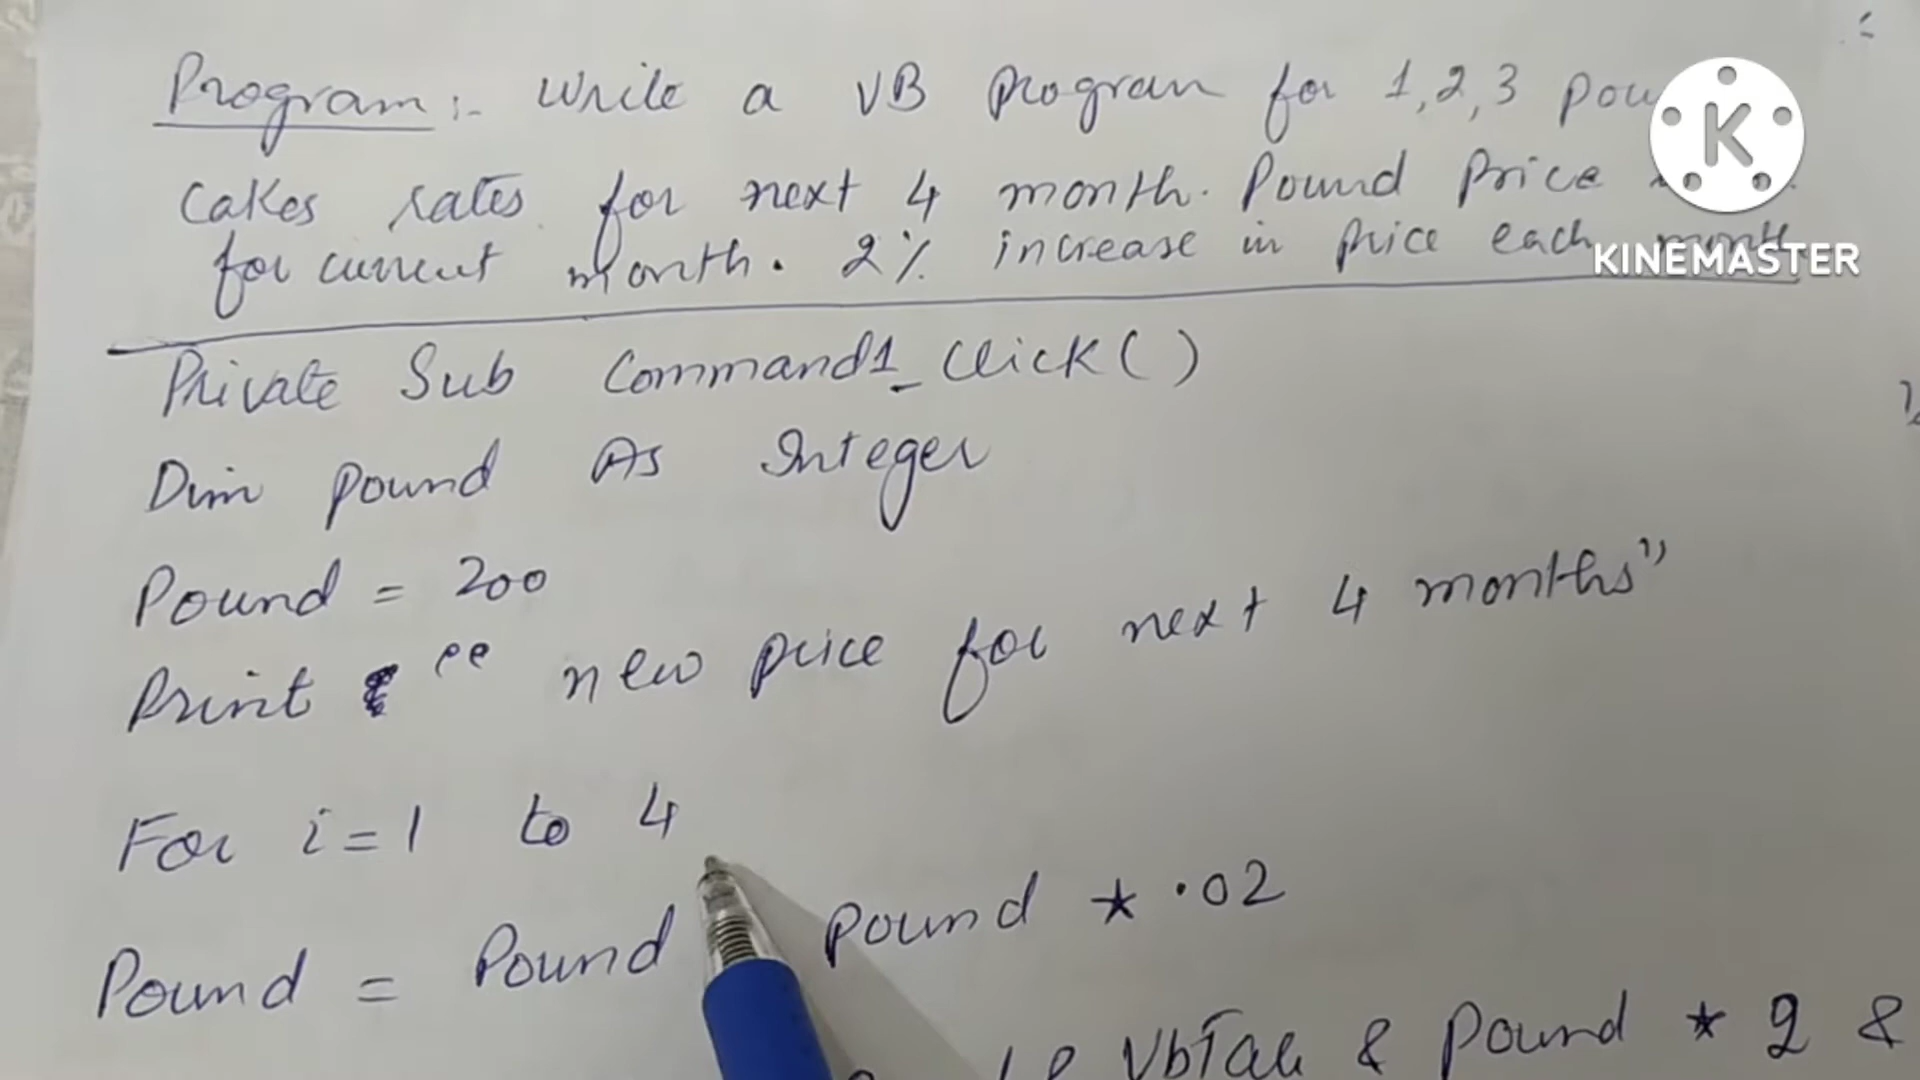 Program :- Write a VB program for 1,2,3
cakes rates for next 4 month. Pound Price
for current month. 2% increase in price each month
Private Sub Command1_Click()
Dim pound As Integer
Pound = 200
Print "new price for next 4 months"
For i=1 to 4
Pound = Pound pound * .02
VbTab & Pound * 2 &
K
KINEMASTER